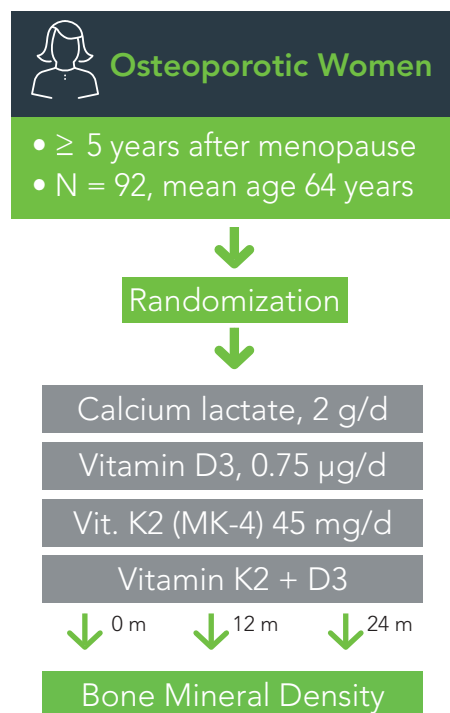 Osteoporotic Women
• ≥ 5 years after menopause
• N = 92, mean age 64 years
Randomization
Calcium lactate, 2 g/d
Vitamin D3, 0.75 μg/d
Vit. K2 (MK-4) 45 mg/d
Vitamin K2 + D3
0 m 12 m 24 m
Bone Mineral Density